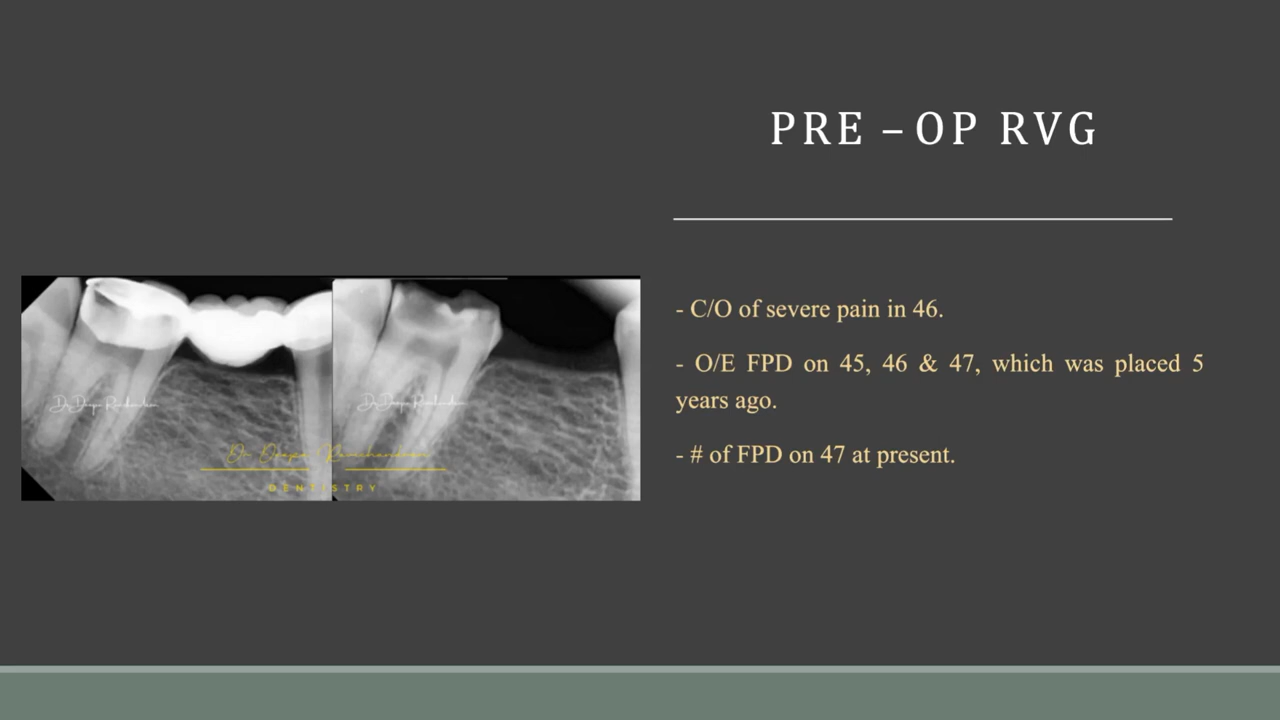 PRE – OP RVG
- C/O of severe pain in 46.
- O/E FPD on 45, 46 & 47, which was placed 5
years ago.
- # of FPD on 47 at present.
DENTISTRY